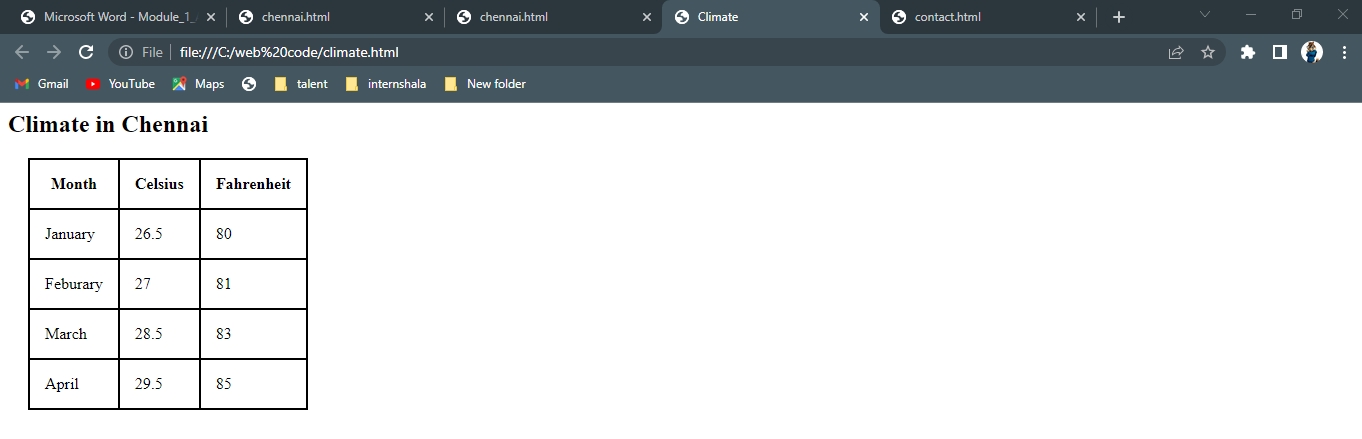 Microsoft Word - Module_1_ chennai.html chennai.html Climate contact.html
File file:///C:/web%20code/climate.html
Gmail YouTube Maps talent internshala New folder
Climate in Chennai
Month Celsius Fahrenheit
January 26.5 80
Feburary 27 81
March 28.5 83
April 29.5 85